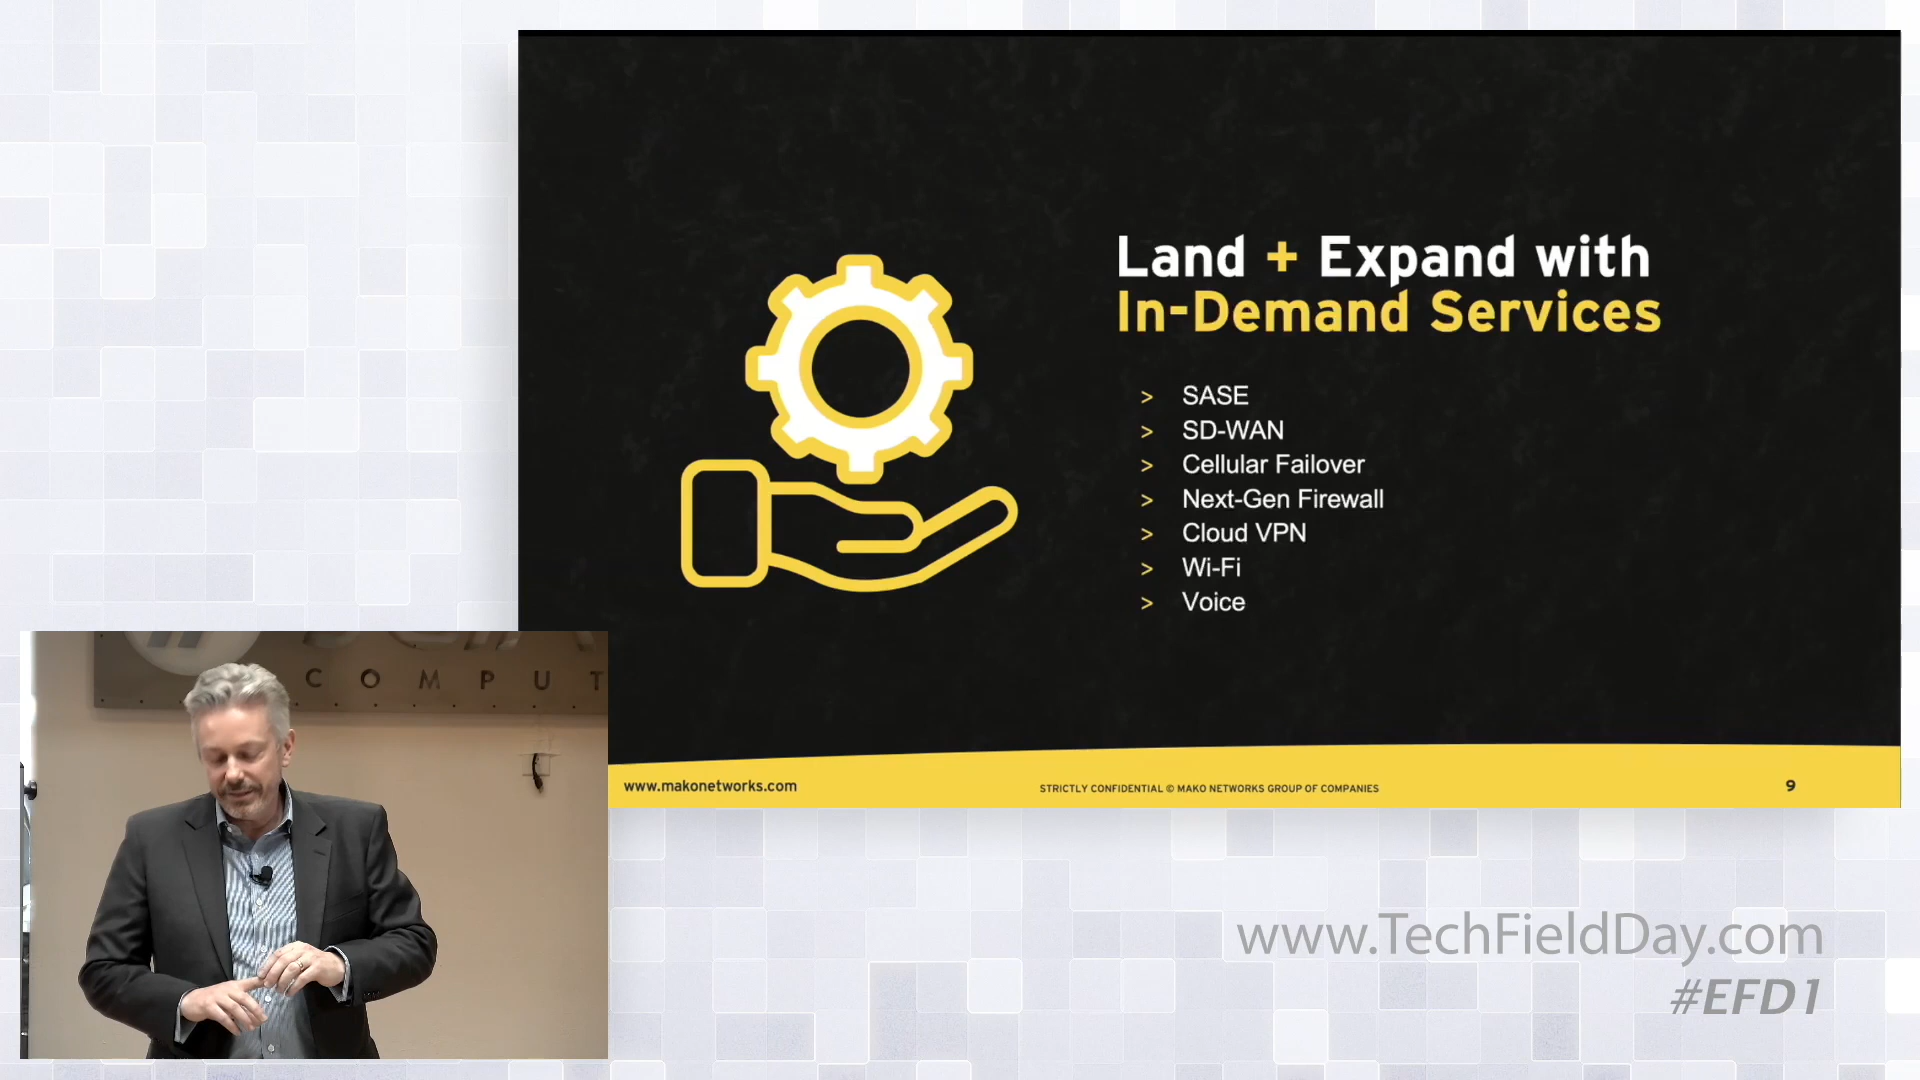 Land + Expand with
In-Demand Services
> SASE
> SD-WAN
> Cellular Failover
> Next-Gen Firewall
> Cloud VPN
> Wi-Fi
> Voice
www.makonetworks.com
STRICTLY CONFIDENTIAL © MAKO NETWORKS GROUP OF COMPANIES
9
COMPUT
www.TechFieldDay.com
#EFD1